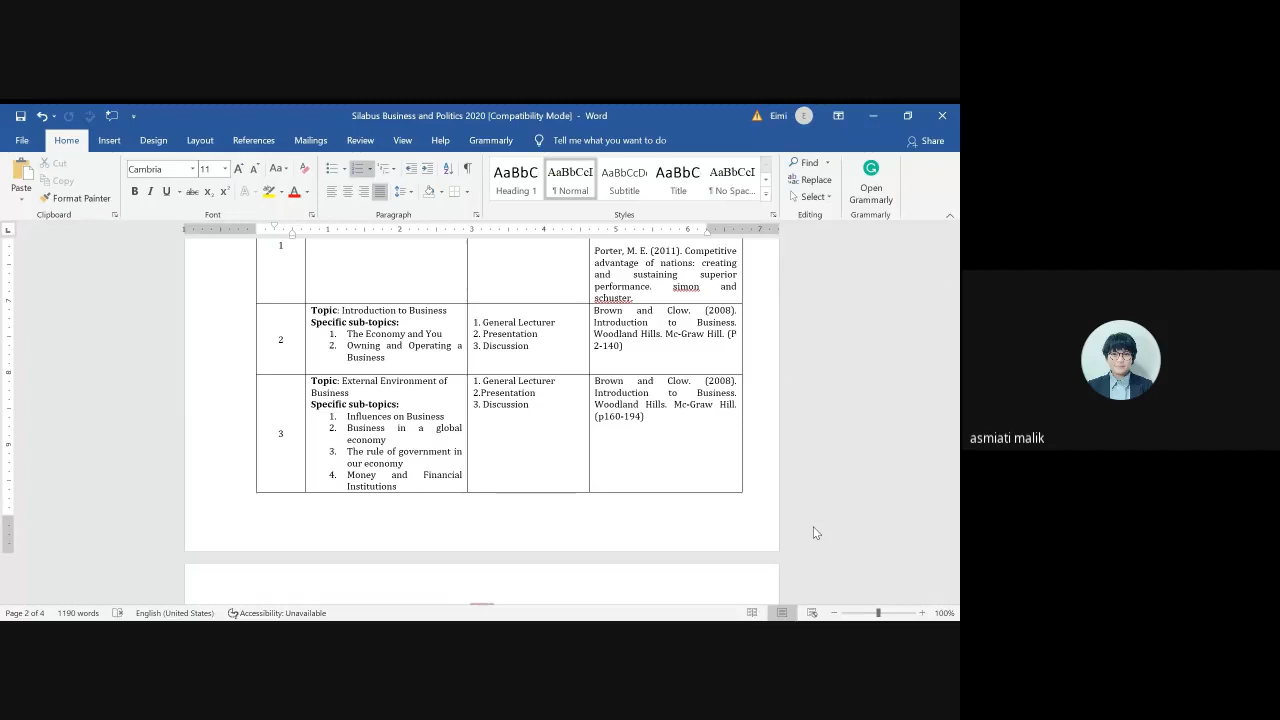 Silabus Business and Politics 2020 [Compatibility Mode] - Word
Eimi
E
File Home Insert Design Layout References Mailings Review View Help Grammarly Tell me what you want to do
Share
Paste
Cut
Copy
Format Painter
Clipboard
Cambria 11
Font
Paragraph
AaBbC AaBbCcI AaBbCcDi AaBbC AaBbCcI
Heading 1 ¶ Normal Subtitle Title ¶ No Spac...
Styles
Find
Replace
Select
Editing
Open
Grammarly
Grammarly
1 1 2 3 4 5 6 7
1
Porter, M. E. (2011). Competitive
advantage of nations: creating
and sustaining superior
performance. simon and
schuster.
2
Topic: Introduction to Business
Specific sub-topics:
1. The Economy and You
2. Owning and Operating a
Business
1. General Lecturer
2. Presentation
3. Discussion
Brown and Clow. (2008).
Introduction to Business.
Woodland Hills. Mc-Graw Hill. (P
2-140)
3
Topic: External Environment of
Business
Specific sub-topics:
1. Influences on Business
2. Business in a global
economy
3. The rule of government in
our economy
4. Money and Financial
Institutions
1. General Lecturer
2.Presentation
3. Discussion
Brown and Clow. (2008).
Introduction to Business.
Woodland Hills. Mc-Graw Hill.
(p160-194)
Page 2 of 4 1190 words English (United States) Accessibility: Unavailable
100%
asmiati malik